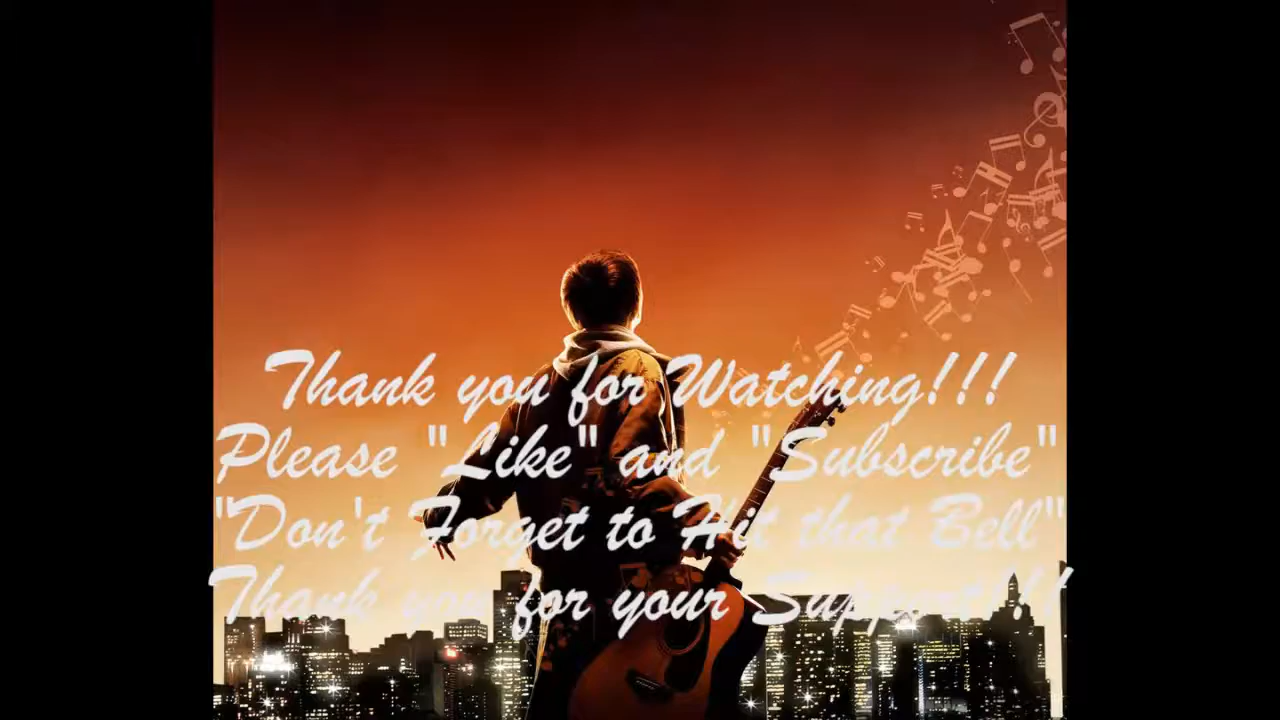 Thank you for Watching!!!
Please "Like" and "Subscribe"
"Don't Forget to Hit that Bell"
Thank you for your Support!!!